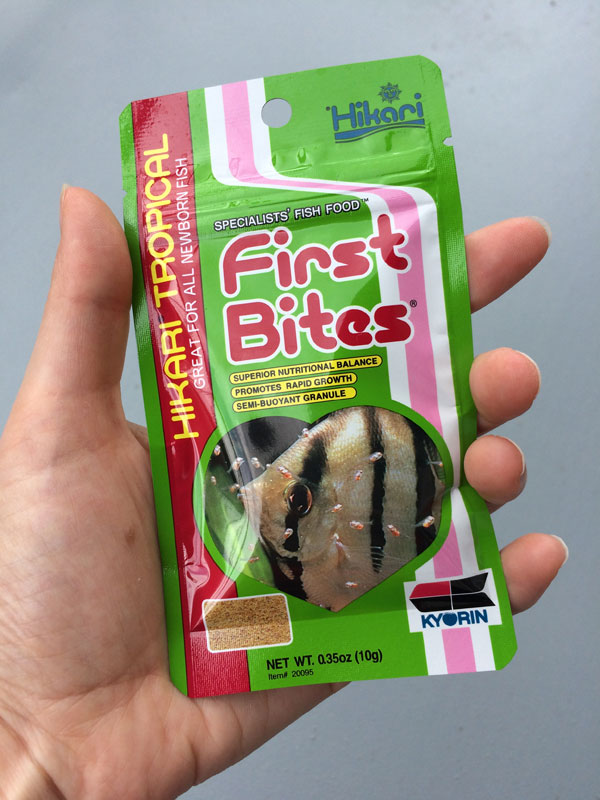 Hikari
HIKARI TROPICAL
GREAT FOR ALL NEWBORN FISH
SPECIALISTS' FISH FOOD™
First
Bites®
SUPERIOR NUTRITIONAL BALANCE
PROMOTES RAPID GROWTH
SEMI-BUOYANT GRANULE
KYORIN
NET WT. 0.35oz (10g)
Item# 20095